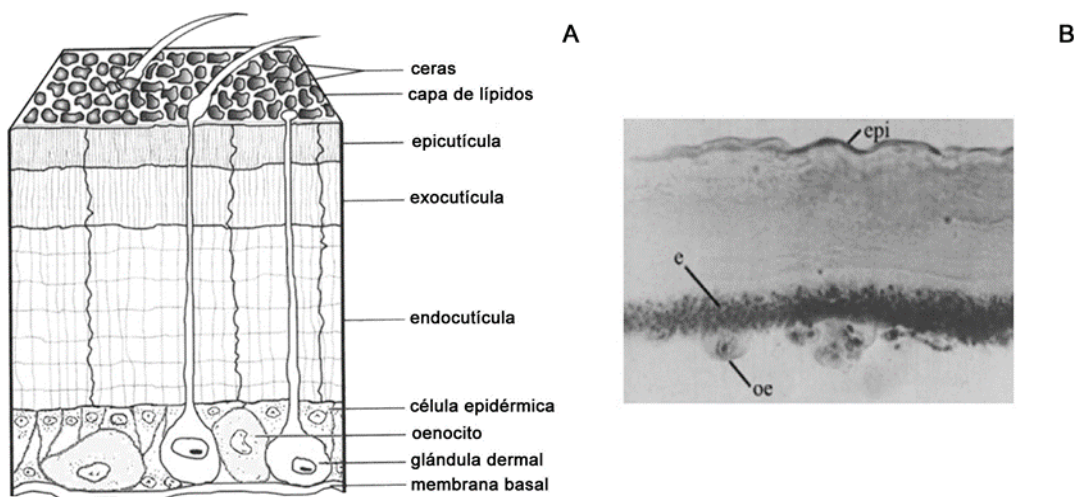 A
B
ceras
capa de lípidos
epicutícula
exocutícula
endocutícula
célula epidérmica
oenocito
glándula dermal
membrana basal
epi
e
oe